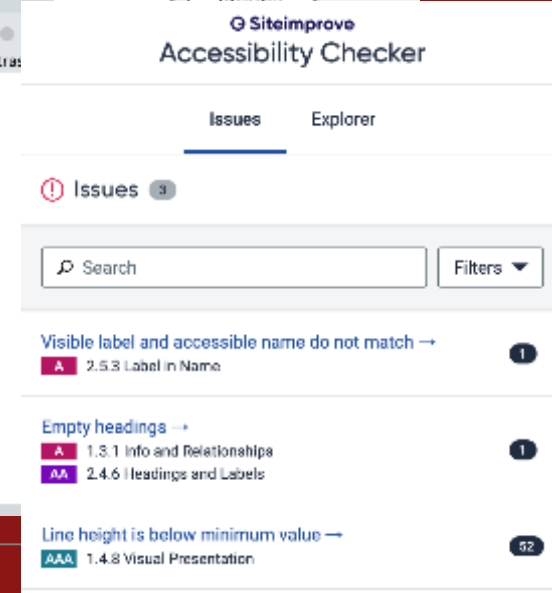 Siteimprove
Accessibility Checker
Issues Explorer
Issues 3
Search Filters
Visible label and accessible name do not match → 1
A 2.5.3 Label in Name
Empty headings → 1
A 1.3.1 Info and Relationships
AA 2.4.6 Headings and Labels
Line height is below minimum value → 52
AAA 1.4.8 Visual Presentation